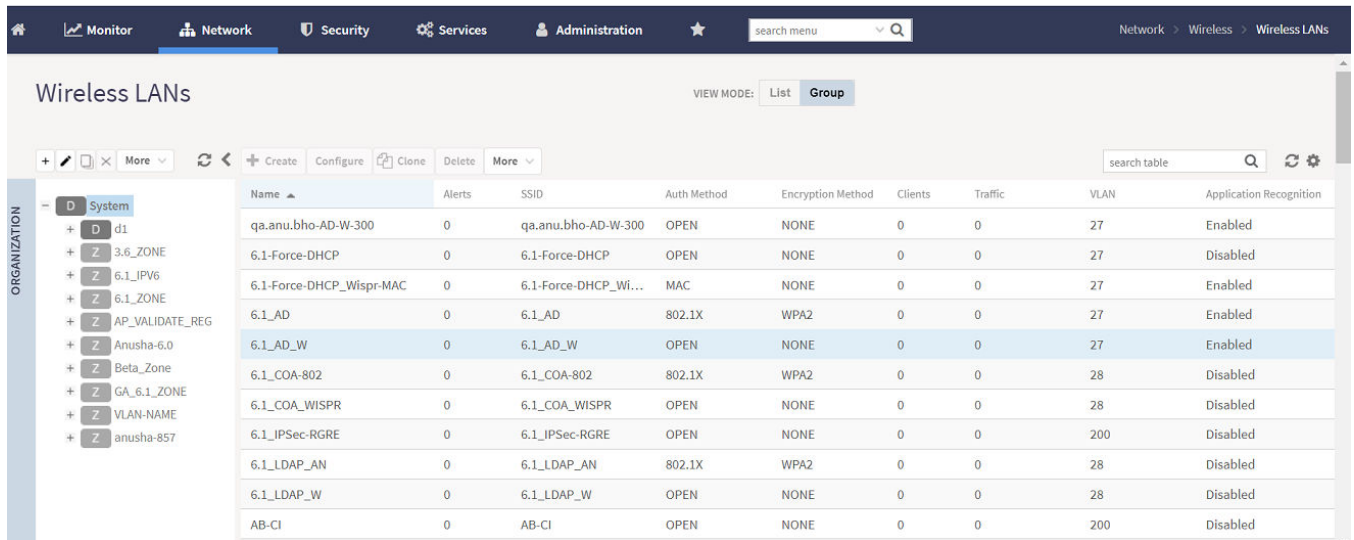 Monitor Network Security Services Administration search menu Network > Wireless > Wireless LANs
Wireless LANs VIEW MODE: List Group
+ More Create Configure Clone Delete More search table
ORGANIZATION
D System
D d1
Z 3.6_ZONE
Z 6.1_IPV6
Z 6.1_ZONE
Z AP_VALIDATE_REG
Z Anusha-6.0
Z Beta_Zone
Z GA_6.1_ZONE
Z VLAN-NAME
Z anusha-857
Name Alerts SSID Auth Method Encryption Method Clients Traffic VLAN Application Recognition
qa.anu.bho-AD-W-300 0 qa.anu.bho-AD-W-300 OPEN NONE 0 0 27 Enabled
6.1-Force-DHCP 0 6.1-Force-DHCP OPEN NONE 0 0 27 Disabled
6.1-Force-DHCP_Wispr-MAC 0 6.1-Force-DHCP_Wi... MAC NONE 0 0 27 Enabled
6.1_AD 0 6.1_AD 802.1X WPA2 0 0 27 Enabled
6.1_AD_W 0 6.1_AD_W OPEN NONE 0 0 27 Enabled
6.1_COA-802 0 6.1_COA-802 802.1X WPA2 0 0 28 Disabled
6.1_COA_WISPR 0 6.1_COA_WISPR OPEN NONE 0 0 28 Disabled
6.1_IPSec-RGRE 0 6.1_IPSec-RGRE OPEN NONE 0 0 200 Disabled
6.1_LDAP_AN 0 6.1_LDAP_AN 802.1X WPA2 0 0 28 Disabled
6.1_LDAP_W 0 6.1_LDAP_W OPEN NONE 0 0 28 Disabled
AB-CI 0 AB-CI OPEN NONE 0 0 200 Disabled